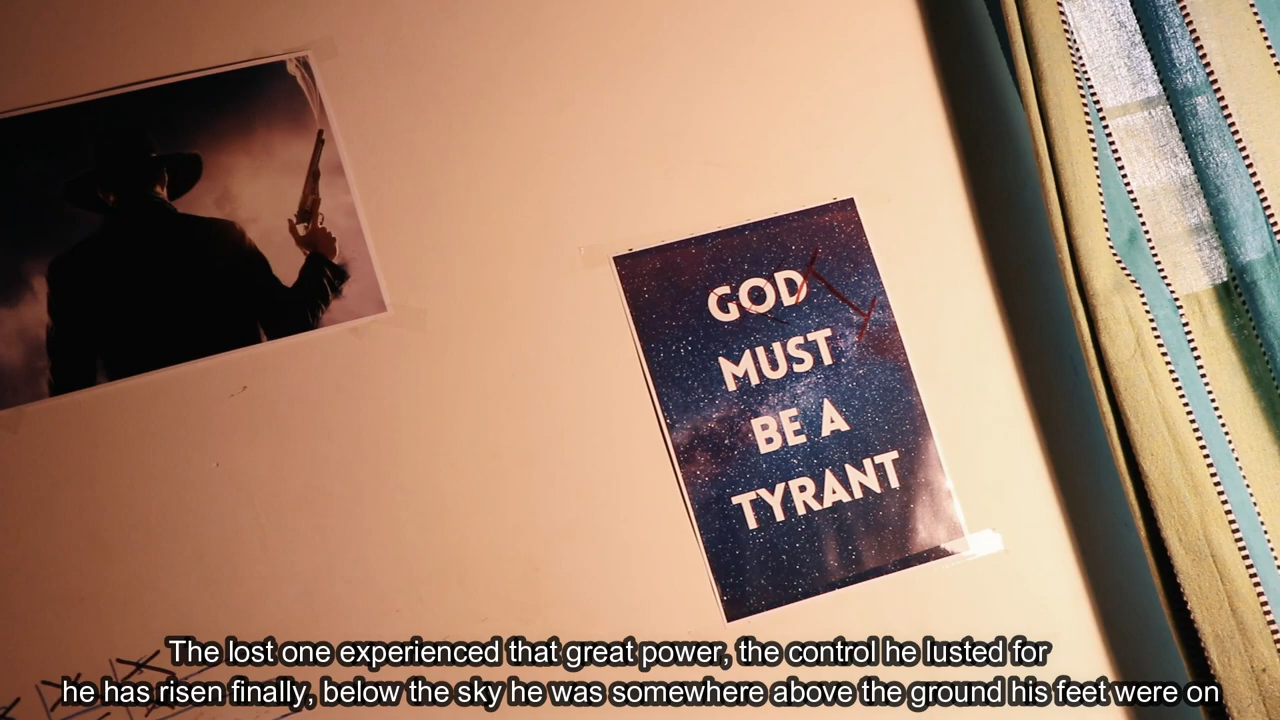 GOD I
MUST
BE A
TYRANT
The lost one experienced that great power, the control he lusted for
he has risen finally, below the sky he was somewhere above the ground his feet were on